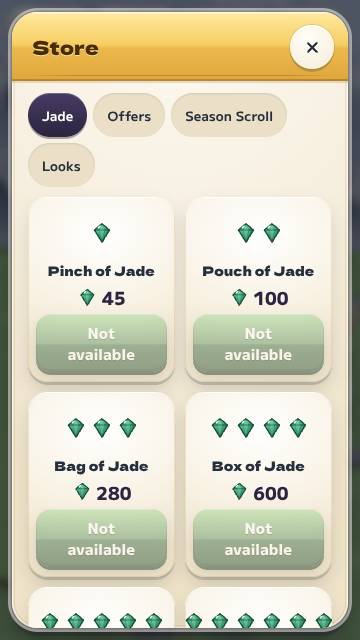 Store
Jade
Offers
Season Scroll
Looks
Pinch of Jade
45
Not
available
Pouch of Jade
100
Not
available
Bag of Jade
280
Not
available
Box of Jade
600
Not
available